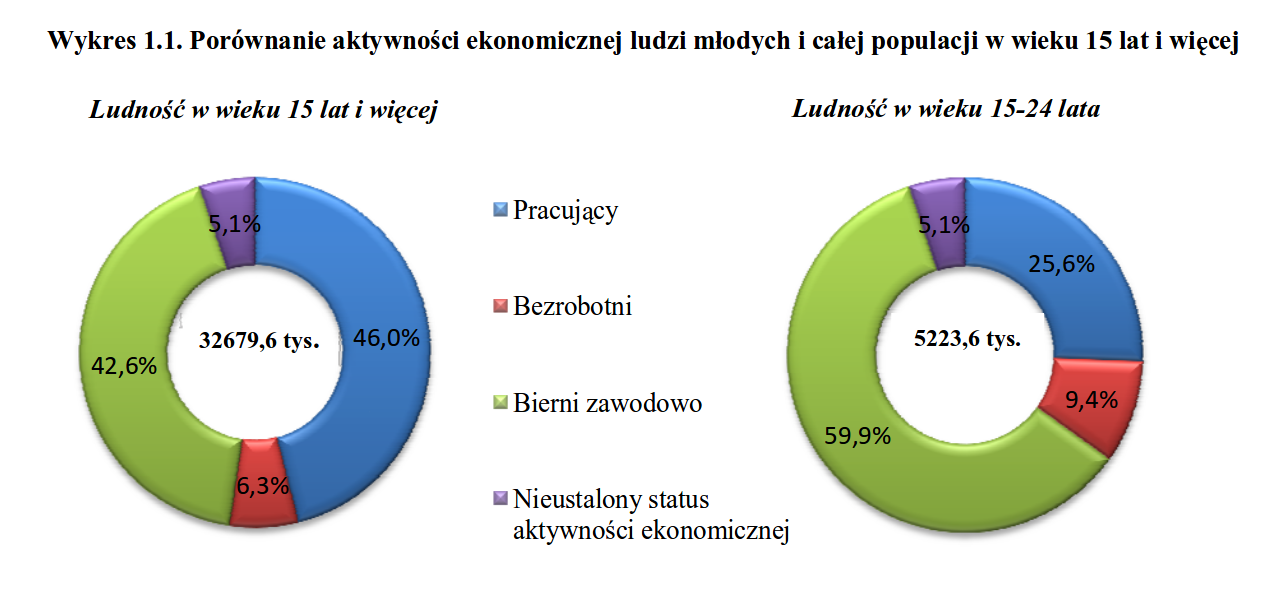 Wykres 1.1. Porównanie aktywności ekonomicznej ludzi młodych i całej populacji w wieku 15 lat i więcej
Ludność w wieku 15 lat i więcej
5,1%
46,0%
42,6%
6,3%
32679,6 tys.
Pracujący
Bezrobotni
Bierni zawodowo
Nieustalony status
aktywności ekonomicznej
Ludność w wieku 15-24 lata
5,1%
25,6%
9,4%
59,9%
5223,6 tys.